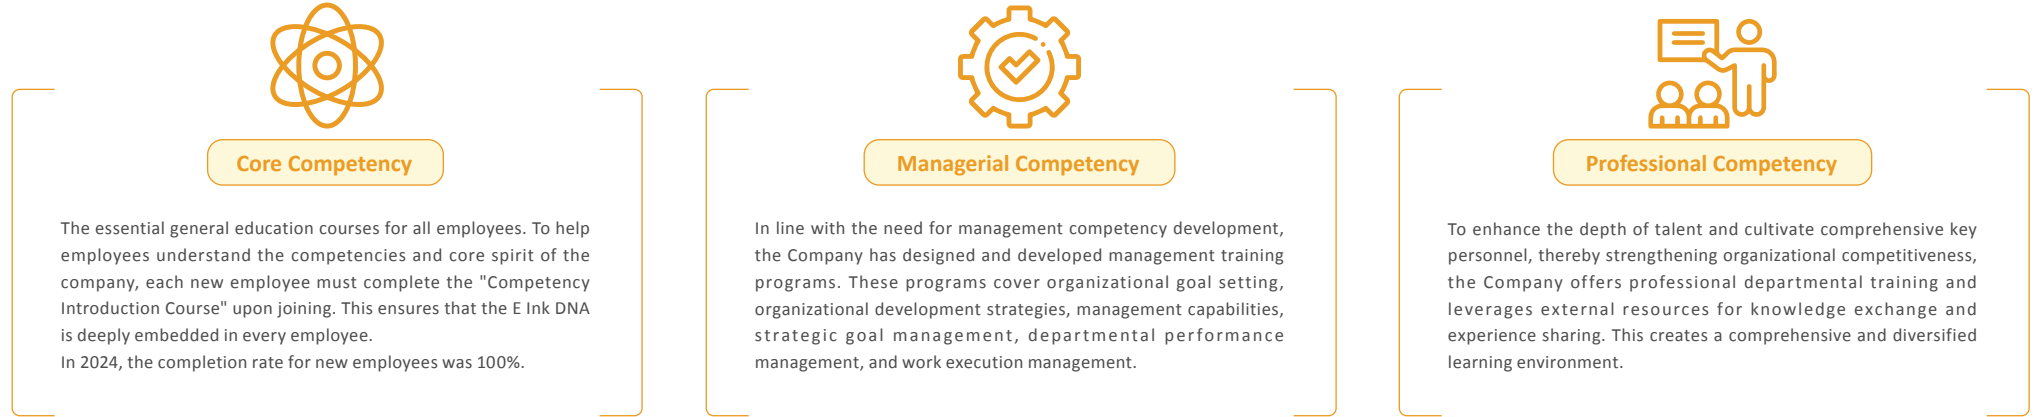 Core Competency
The essential general education courses for all employees. To help
employees understand the competencies and core spirit of the
company, each new employee must complete the "Competency
Introduction Course" upon joining. This ensures that the E Ink DNA
is deeply embedded in every employee.
In 2024, the completion rate for new employees was 100%.
Managerial Competency
In line with the need for management competency development,
the Company has designed and developed management training
programs. These programs cover organizational goal setting,
organizational development strategies, management capabilities,
strategic goal management, departmental performance
management, and work execution management.
Professional Competency
To enhance the depth of talent and cultivate comprehensive key
personnel, thereby strengthening organizational competitiveness,
the Company offers professional departmental training and
leverages external resources for knowledge exchange and
experience sharing. This creates a comprehensive and diversified
learning environment.